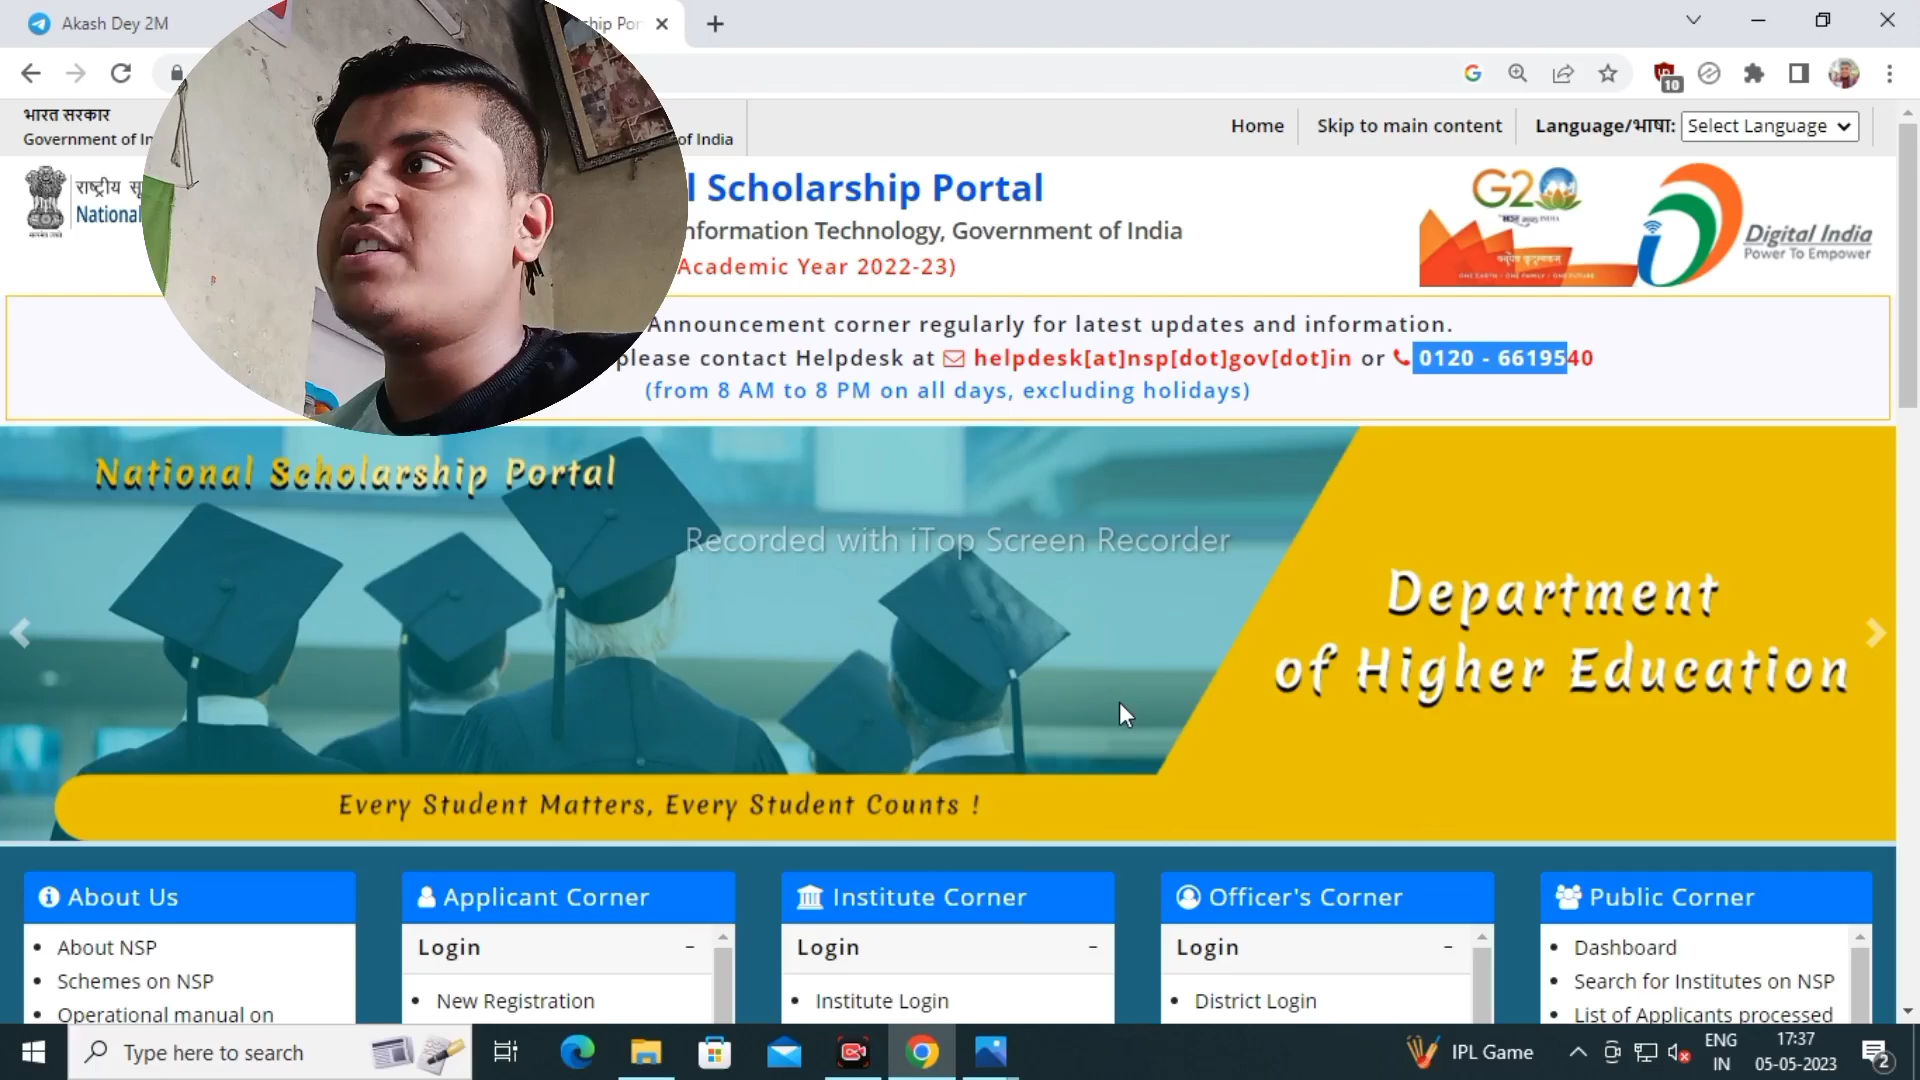 Akash Dey 2M
ship Por
10
भारत सरकार
Government of In
of India
Home
Skip to main content
Language/भाषा:
Select Language
राष्ट्रीय सू
National
l Scholarship Portal
nformation Technology, Government of India
Academic Year 2022-23)
G20
Digital India
Power To Empower
Announcement corner regularly for latest updates and information.
please contact Helpdesk at helpdesk[at]nsp[dot]gov[dot]in or 0120 - 6619540
(from 8 AM to 8 PM on all days, excluding holidays)
National Scholarship Portal
Recorded with iTop Screen Recorder
Department
of Higher Education
Every Student Matters, Every Student Counts !
About Us
About NSP
Schemes on NSP
Operational manual on
Applicant Corner
Login -
New Registration
Institute Corner
Login -
Institute Login
Officer's Corner
Login -
District Login
Public Corner
Dashboard
Search for Institutes on NSP
List of Applicants processed
Type here to search
IPL Game
ENG
IN
17:37
05-05-2023
2